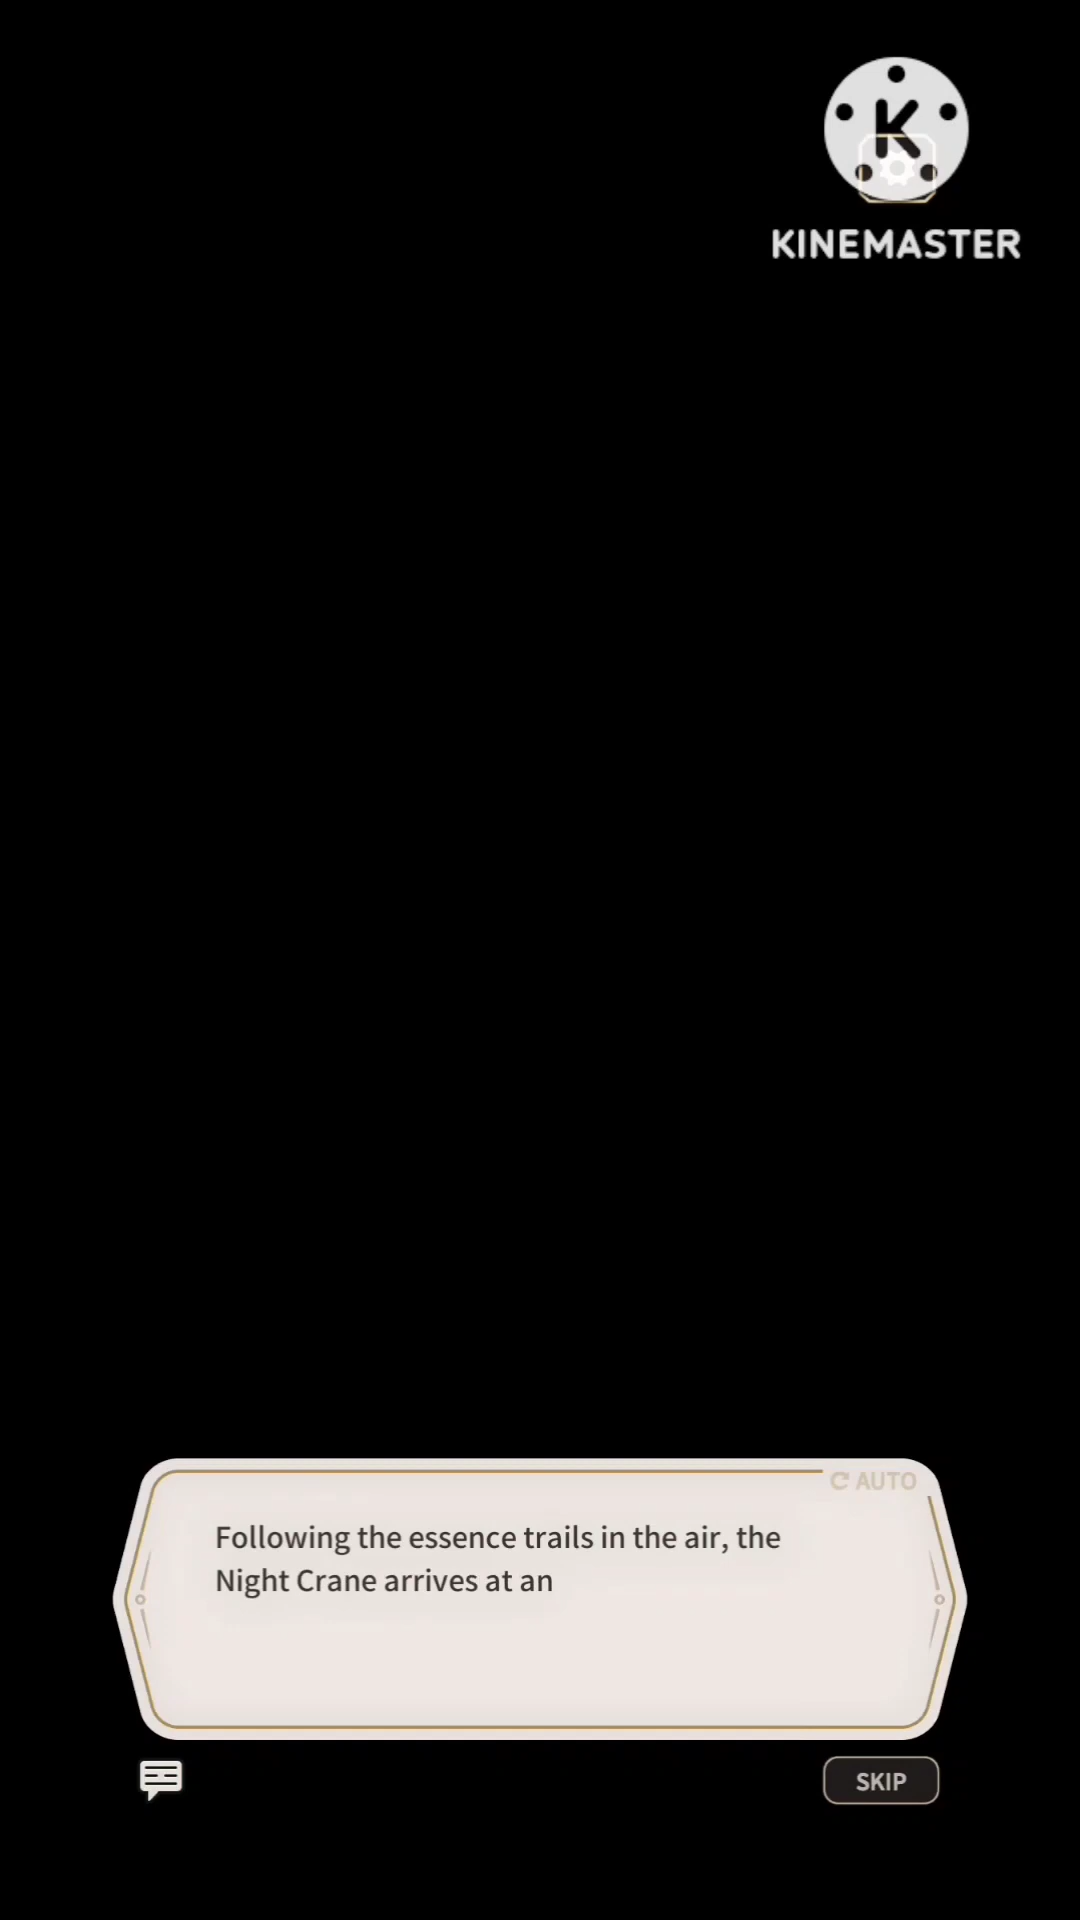 K
KINEMASTER
AUTO
Following the essence trails in the air, the
Night Crane arrives at an
SKIP